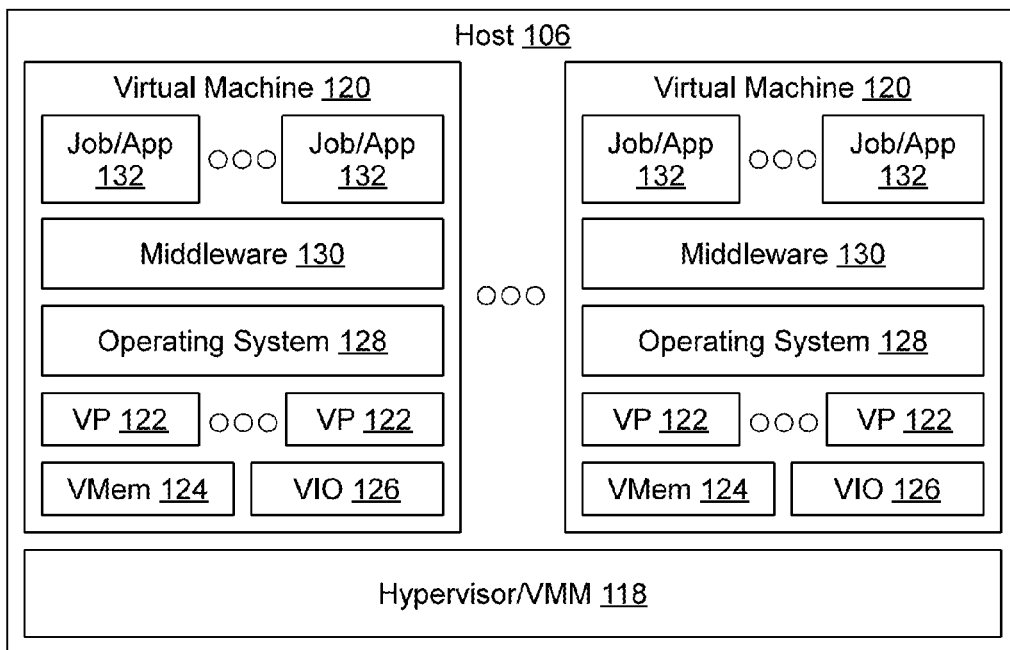 Host 106
Virtual Machine 120
Virtual Machine 120
Job/App 132
Job/App 132
Job/App 132
Job/App 132
Middleware 130
Middleware 130
Operating System 128
Operating System 128
VP 122
VP 122
VP 122
VP 122
VMem 124
VIO 126
VMem 124
VIO 126
Hypervisor/VMM 118